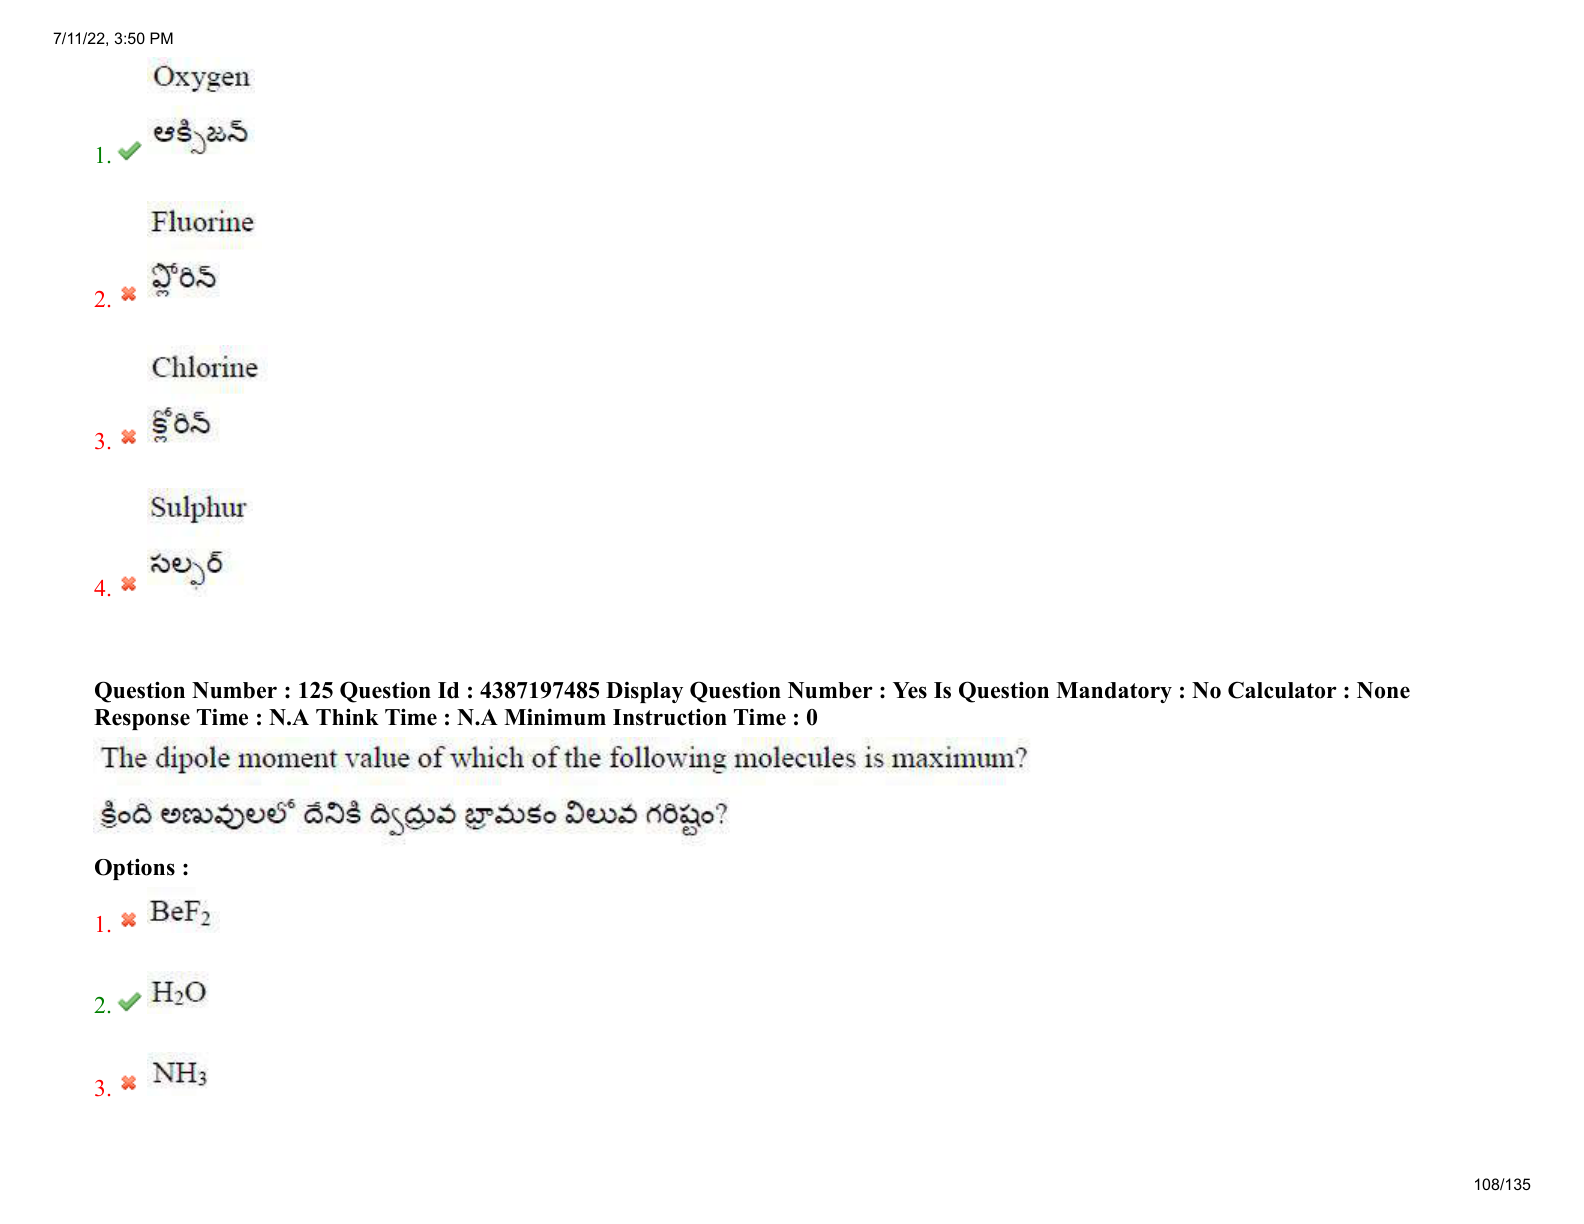 7/11/22, 3:50 PM
Oxygen
ఆక్సిజన్
1.
Fluorine
ఫ్లోరిన్
2.
Chlorine
క్లోరిన్
3.
Sulphur
సల్ఫర్
4.
Question Number : 125 Question Id : 4387197485 Display Question Number : Yes Is Question Mandatory : No Calculator : None
Response Time : N.A Think Time : N.A Minimum Instruction Time : 0
The dipole moment value of which of the following molecules is maximum?
క్రింది అణువులలో దేనికి ద్విధ్రువ భ్రామకం విలువ గరిష్టం?
Options :
1. BeF₂
2. H₂O
3. NH₃
108/135